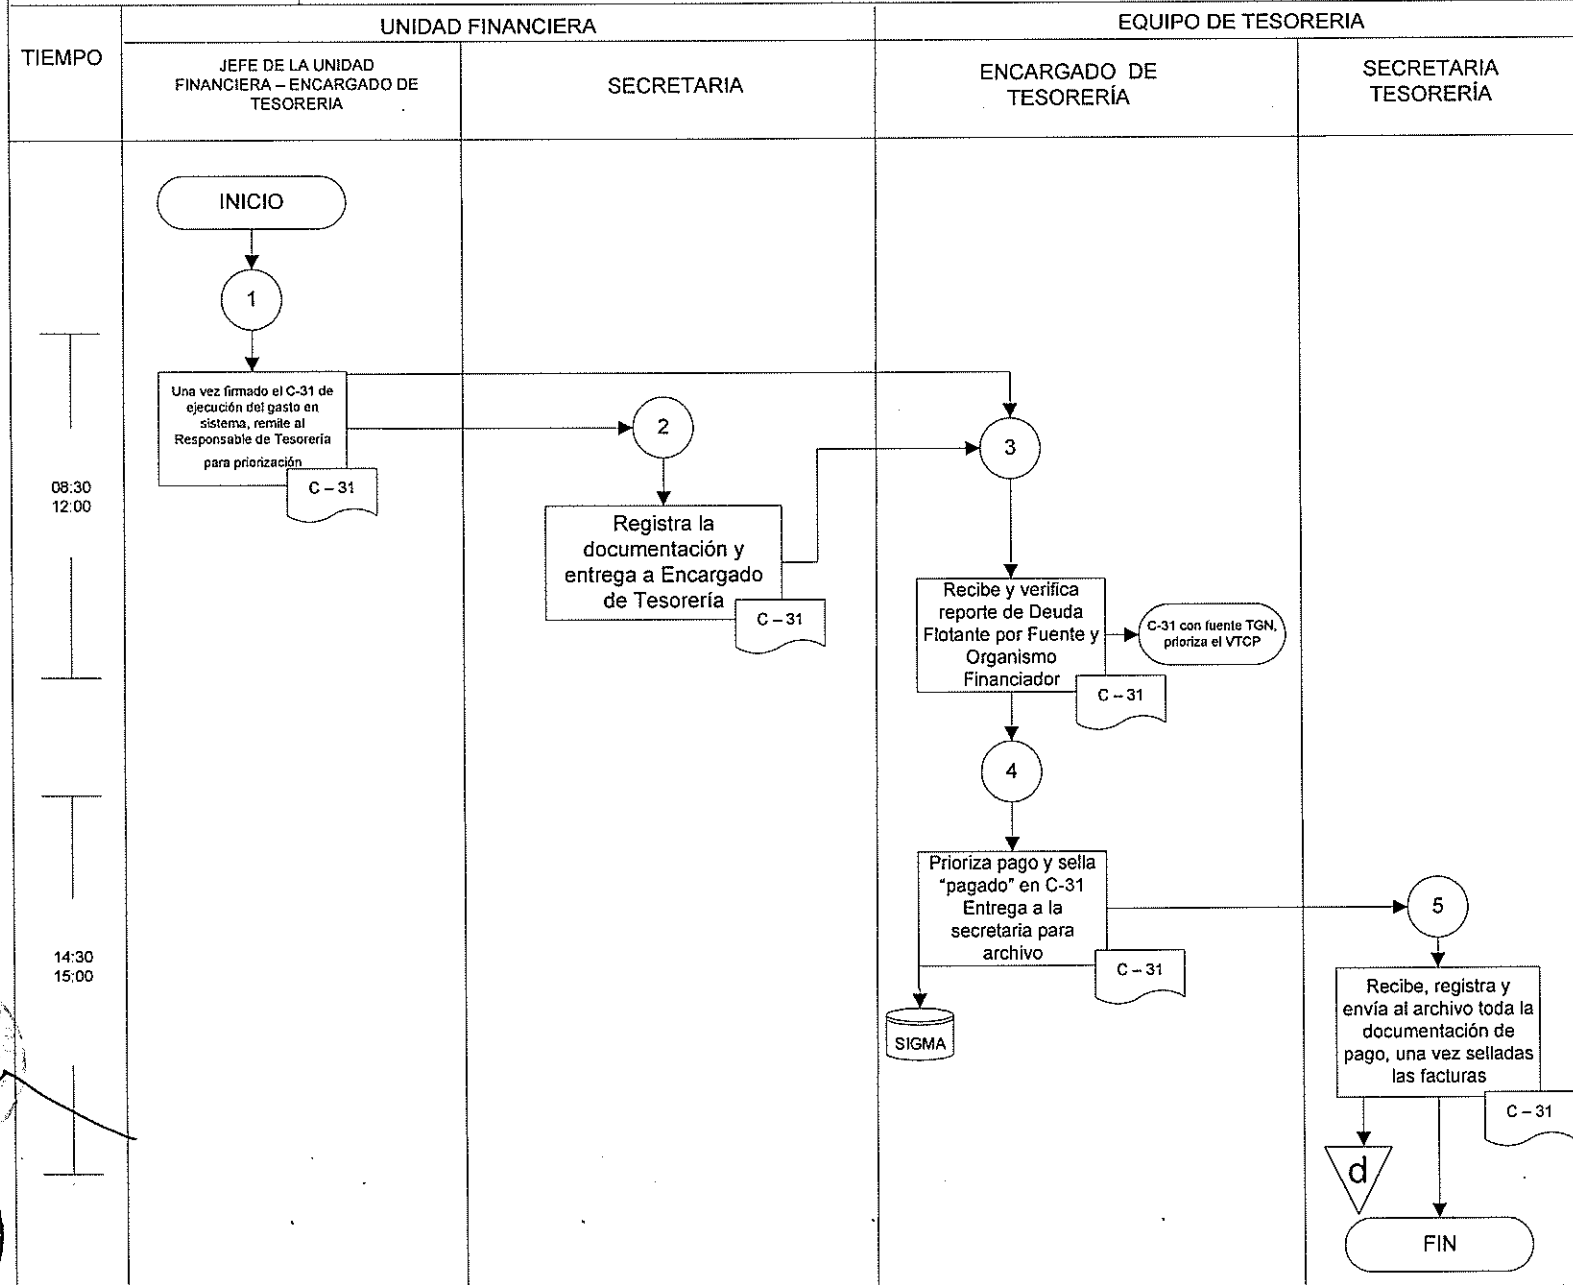 UNIDAD FINANCIERA
EQUIPO DE TESORERIA
TIEMPO
JEFE DE LA UNIDAD
FINANCIERA – ENCARGADO DE
TESORERIA
SECRETARIA
ENCARGADO DE
TESORERÍA
SECRETARIA
TESORERÍA
INICIO
1
Una vez firmado el C-31 de
ejecución del gasto en
sistema, remite al
Responsable de Tesorería
para priorización
C – 31
2
3
08:30
12:00
Registra la
documentación y
entrega a Encargado
de Tesorería
C – 31
Recibe y verifica
reporte de Deuda
Flotante por Fuente y
Organismo
Financiador
C – 31
C-31 con fuente TGN,
prioriza el VTCP
4
Prioriza pago y sella
"pagado" en C-31
Entrega a la
secretaria para
archivo
C – 31
5
14:30
15:00
SIGMA
Recibe, registra y
envía al archivo toda la
documentación de
pago, una vez selladas
las facturas
C – 31
d
FIN